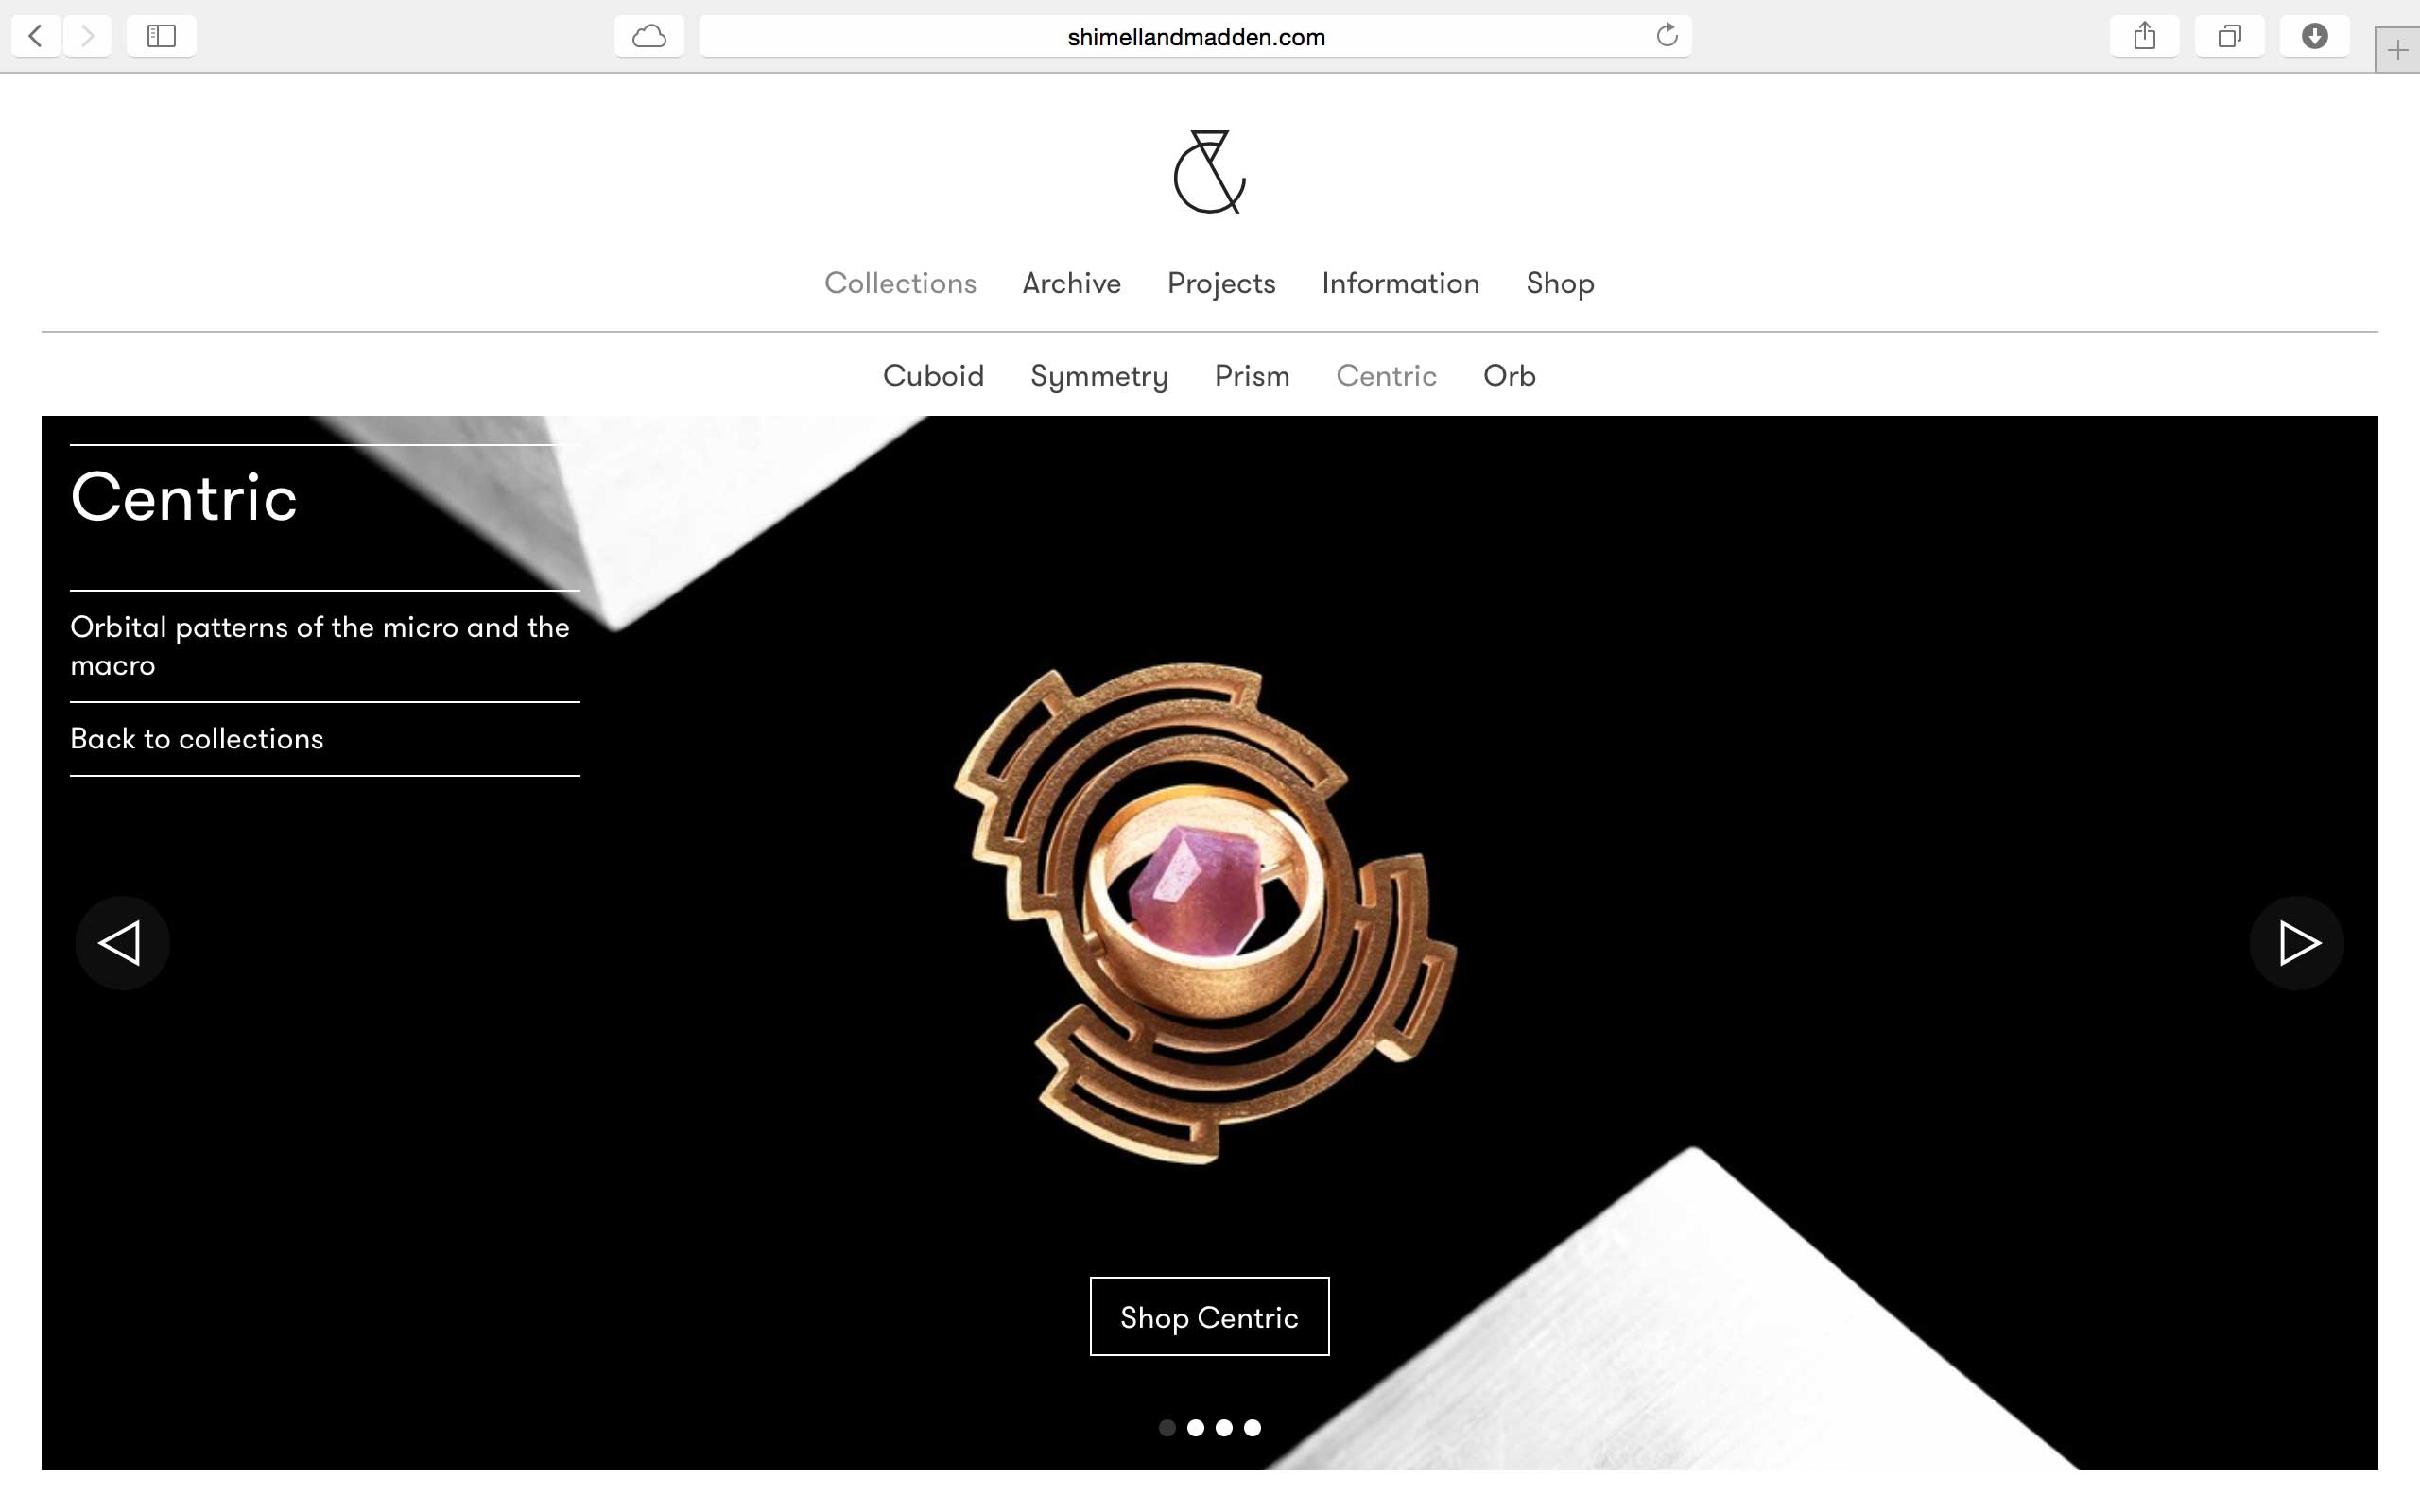 shimellandmadden.com
Collections Archive Projects Information Shop
Cuboid Symmetry Prism Centric Orb
Centric
Orbital patterns of the micro and the
macro
Back to collections
Shop Centric